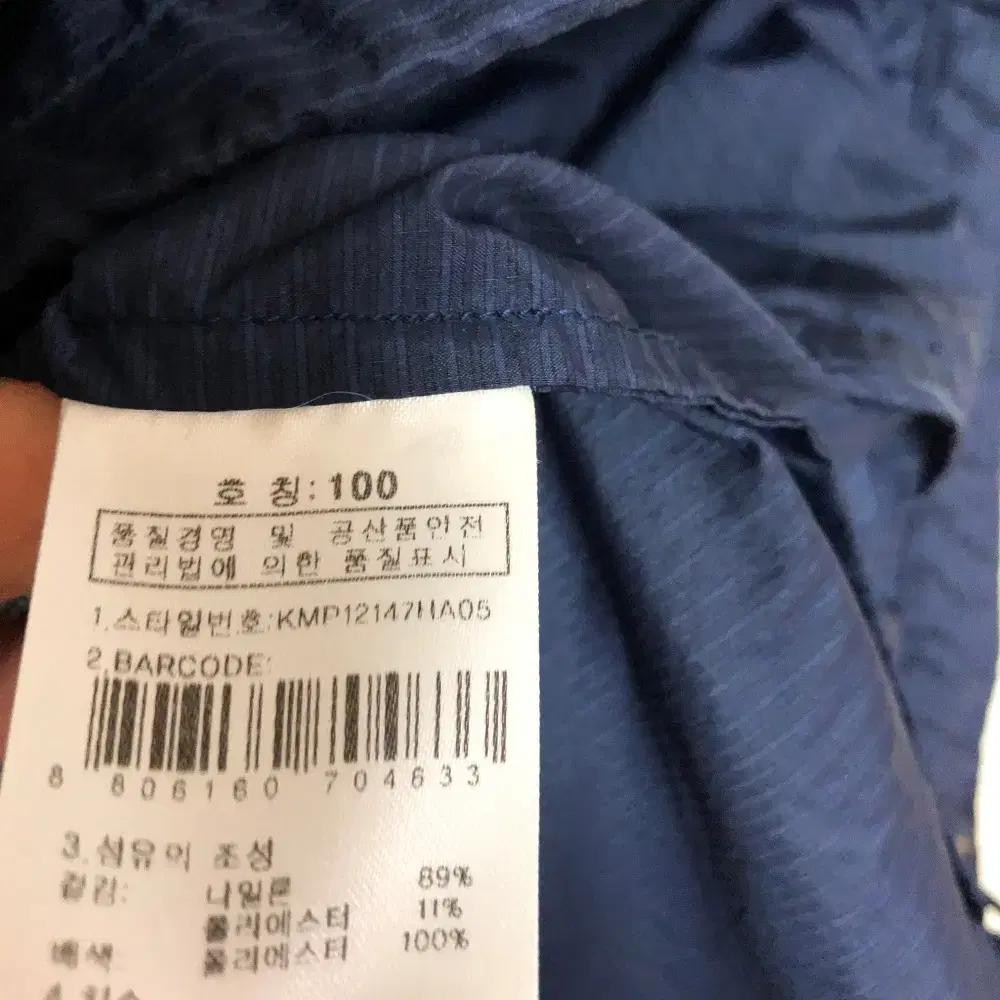 호 칭: 100
품질경영 및 공산품안전
관리법에 의한 품질표시
1.스타일번호:KMP12147HA05
2.BARCODE:
8 806160 704633
3.섬유의 조성
겉감: 나일론 89%
폴리에스터 11%
배색 폴리에스터 100%